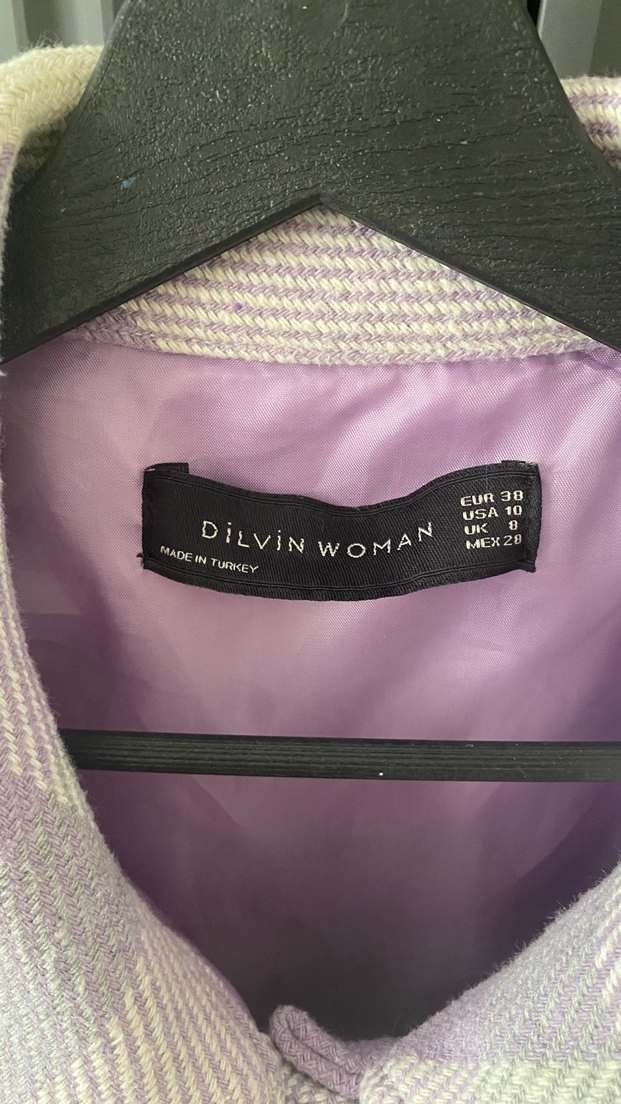 DİLVİN WOMAN
MADE IN TURKEY
EUR 38
USA 10
UK 8
MEX 28